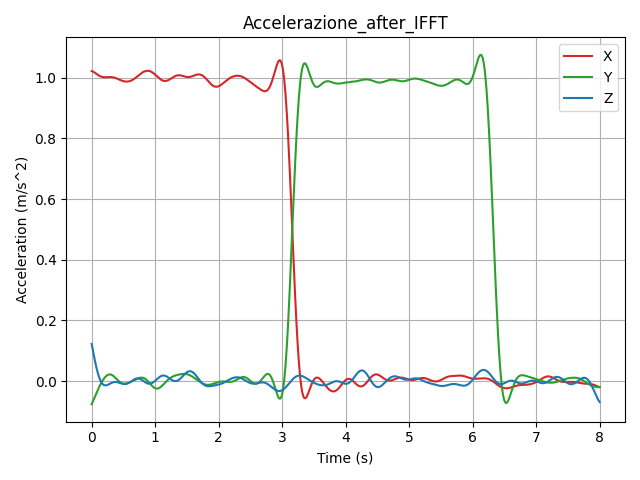 Accelerazione_after_IFFT
X
Y
Z
Acceleration (m/s^2)
1.0
0.8
0.6
0.4
0.2
0.0
0 1 2 3 4 5 6 7 8
Time (s)